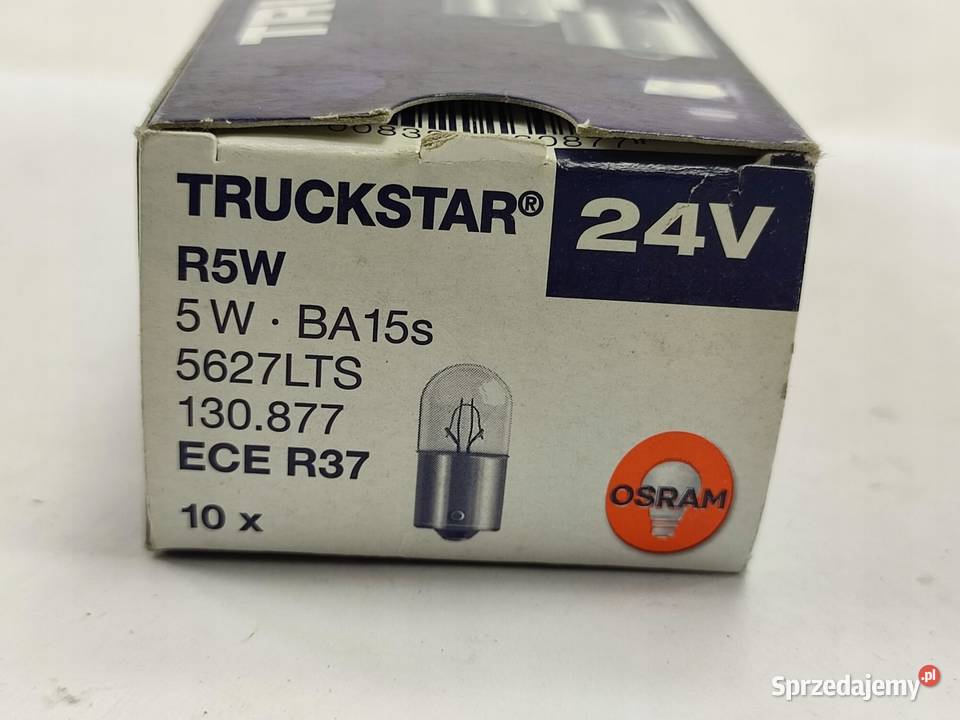 TRUCKSTAR®
24V
R5W
5 W · BA15s
5627LTS
130.877
ECE R37
10 x
OSRAM
Sprzedajemy.pl